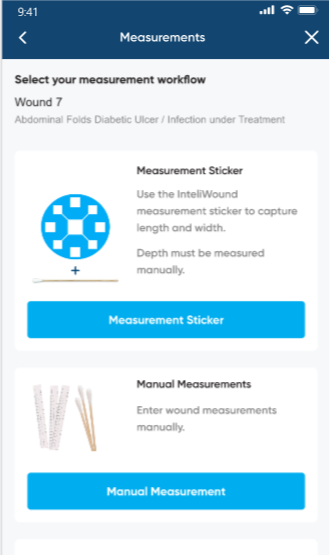 9:41
Measurements
Select your measurement workflow
Wound 7
Abdominal Folds Diabetic Ulcer / Infection under Treatment
Measurement Sticker
Use the InteliWound
measurement sticker to capture
length and width.
Depth must be measured
manually.
+
Measurement Sticker
Manual Measurements
Enter wound measurements
manually.
Manual Measurement